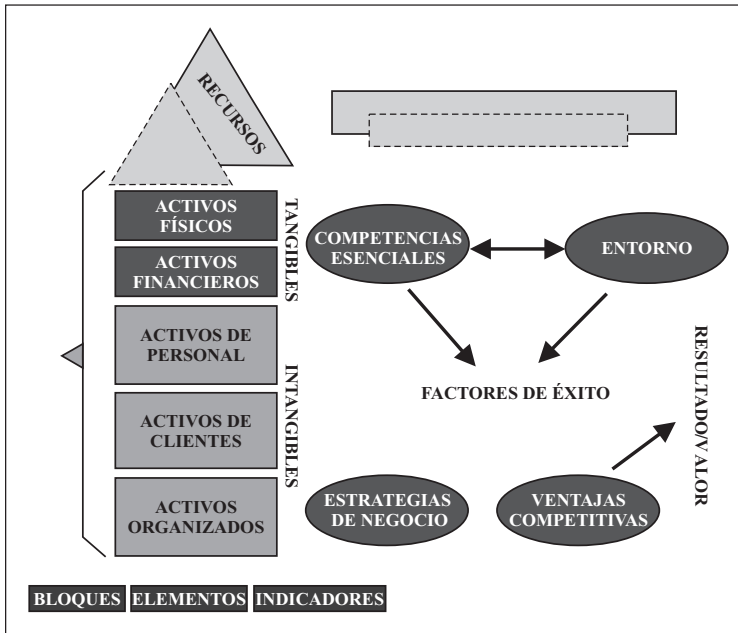 RECURSOS
ACTIVOS
FÍSICOS
ACTIVOS
FINANCIEROS
TANGIBLES
ACTIVOS DE
PERSONAL
ACTIVOS DE
CLIENTES
ACTIVOS
ORGANIZADOS
INTANGIBLES
COMPETENCIAS
ESENCIALES
ENTORNO
FACTORES DE ÉXITO
ESTRATEGIAS
DE NEGOCIO
VENTAJAS
COMPETITIVAS
RESULTADO/VALOR
BLOQUES
ELEMENTOS
INDICADORES